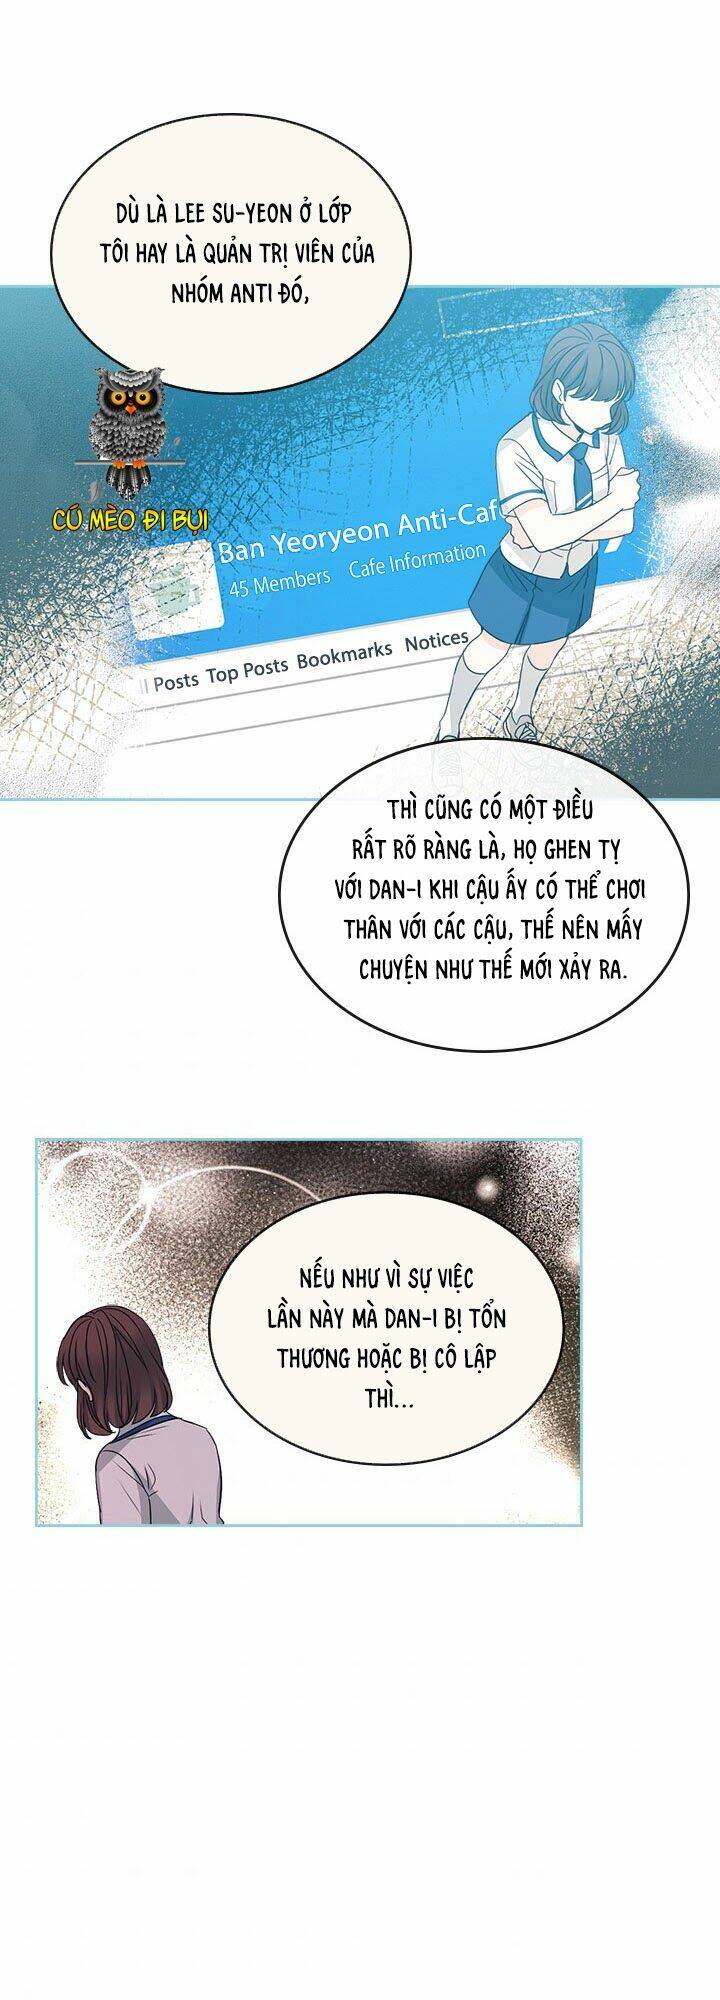 DÙ LÀ LEE SU-YEON Ở LỚP
TÔI HAY LÀ QUẢN TRỊ VIÊN CỦA
NHÓM ANTI ĐÓ,
CÚ MÈO ĐI BỤI
Ban Yeoryeon Anti-Caf
45 Members Cafe Information
ll Posts Top Posts Bookmarks Notices
THÌ CŨNG CÓ MỘT ĐIỀU
RẤT RÕ RÀNG LÀ, HỌ GHEN TỴ
VỚI DAN-I KHI CẬU ẤY CÓ THỂ CHƠI
THÂN VỚI CÁC CẬU, THẾ NÊN MẤY
CHUYỆN NHƯ THẾ MỚI XẢY RA.
NẾU NHƯ VÌ SỰ VIỆC
LẦN NÀY MÀ DAN-I BỊ TỔN
THƯƠNG HOẶC BỊ CÔ LẬP
THÌ...